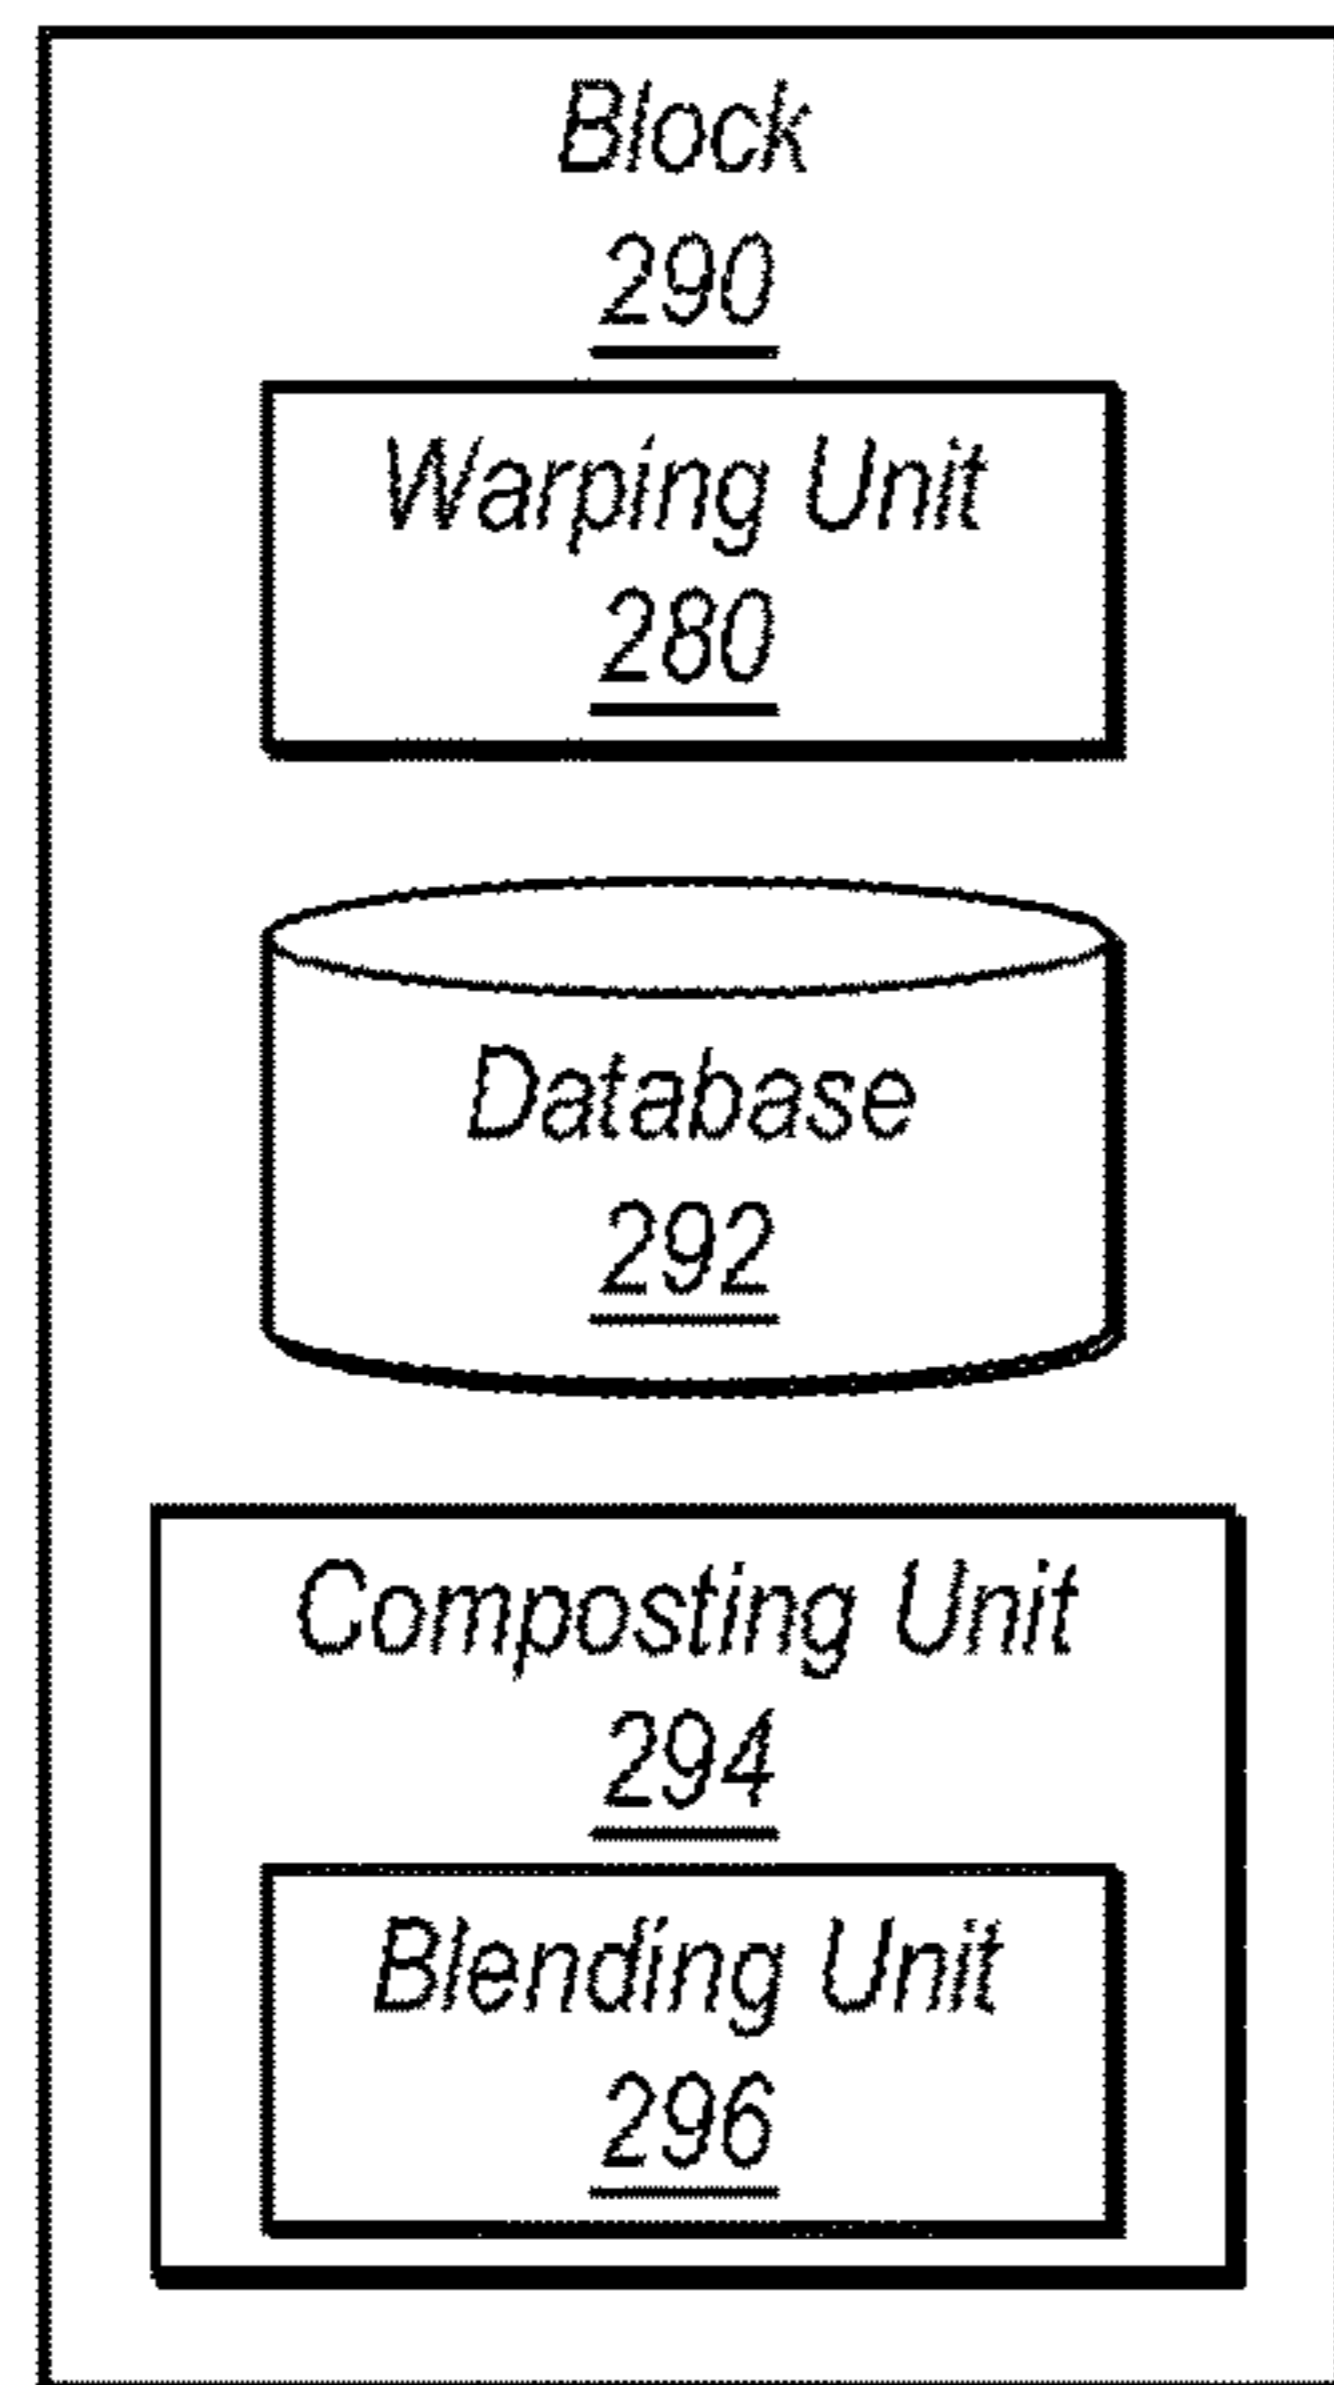 Block
290
Warping Unit
280
Database
292
Composting Unit
294
Blending Unit
296